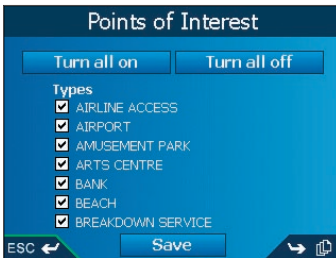 Points of Interest
Turn all on Turn all off
Types
AIRLINE ACCESS
AIRPORT
AMUSEMENT PARK
ARTS CENTRE
BANK
BEACH
BREAKDOWN SERVICE
ESC Save